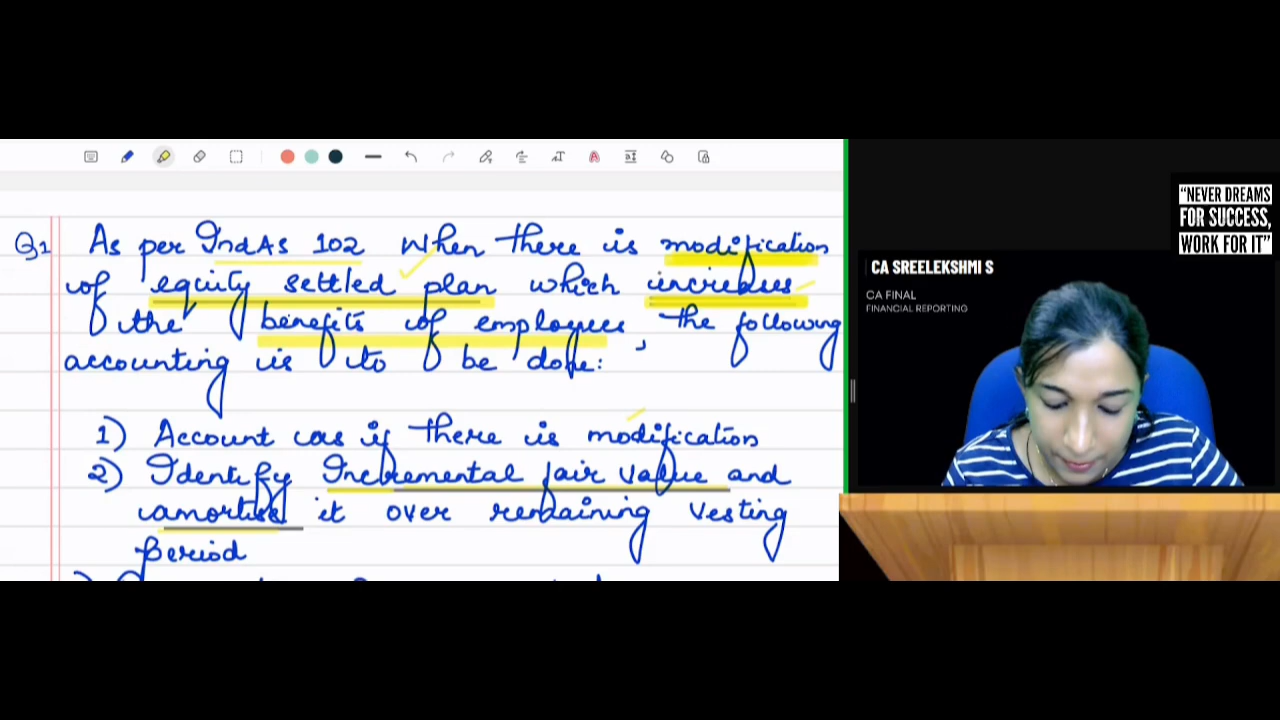 Q1 As per IndAs 102 when there is modification
of equity settled plan which increases
of the benefits of employees, the following
accounting is to be done:
1) Account as if there is modification
2) Identify Incremental fair value and
amortise it over remaining vesting
period
"NEVER DREAMS
FOR SUCCESS,
WORK FOR IT"
CA SREELEKSHMI S
CA FINAL
FINANCIAL REPORTING